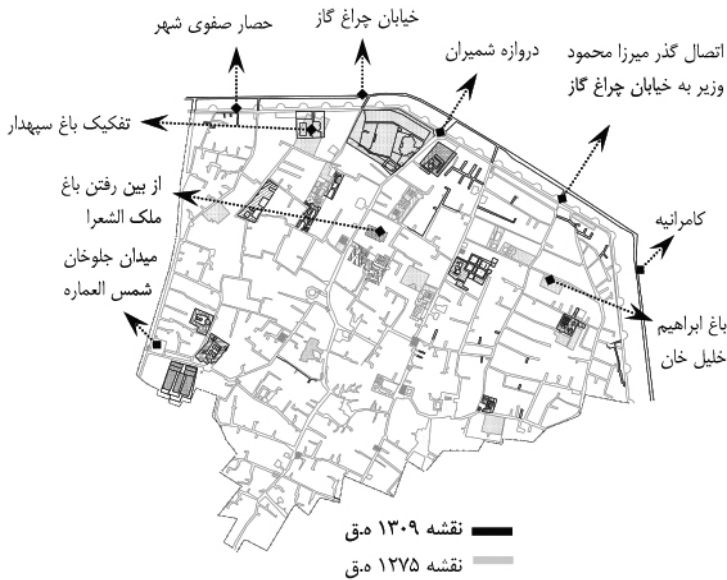 خیابان چراغ گاز
حصار صفوی شهر
دروازه شمیران
اتصال گذر میرزا محمود
وزیر به خیابان چراغ گاز
تفکیک باغ سپهدار
از بین رفتن باغ
ملک الشعرا
کامرانیه
میدان جلوخان
شمس العماره
باغ ابراهیم
خلیل خان
نقشه ۱۳۰۹ ه.ق
نقشه ۱۲۷۵ ه.ق